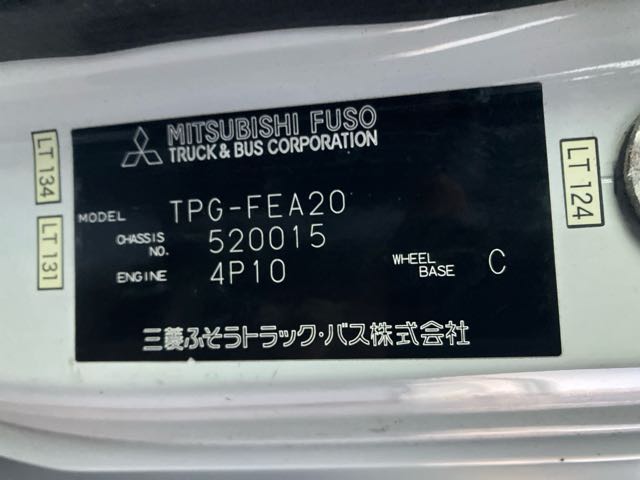 MITSUBISHI FUSO
TRUCK & BUS CORPORATION
LT 134
LT 131
LT 124
MODEL TPG-FEA20
CHASSIS NO. 520015
ENGINE 4P10
WHEEL BASE C
三菱ふそうトラック・バス株式会社